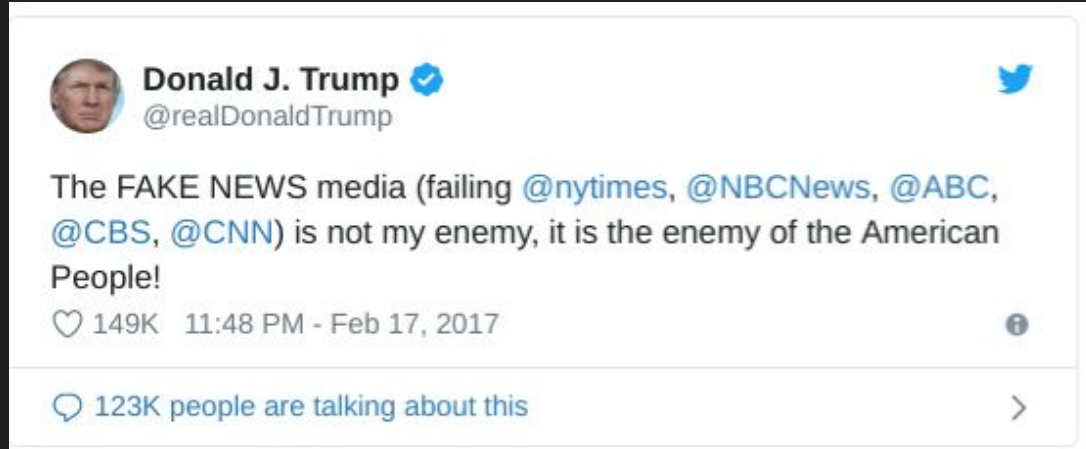 Donald J. Trump
@realDonaldTrump
The FAKE NEWS media (failing @nytimes, @NBCNews, @ABC,
@CBS, @CNN) is not my enemy, it is the enemy of the American
People!
149K 11:48 PM - Feb 17, 2017
123K people are talking about this